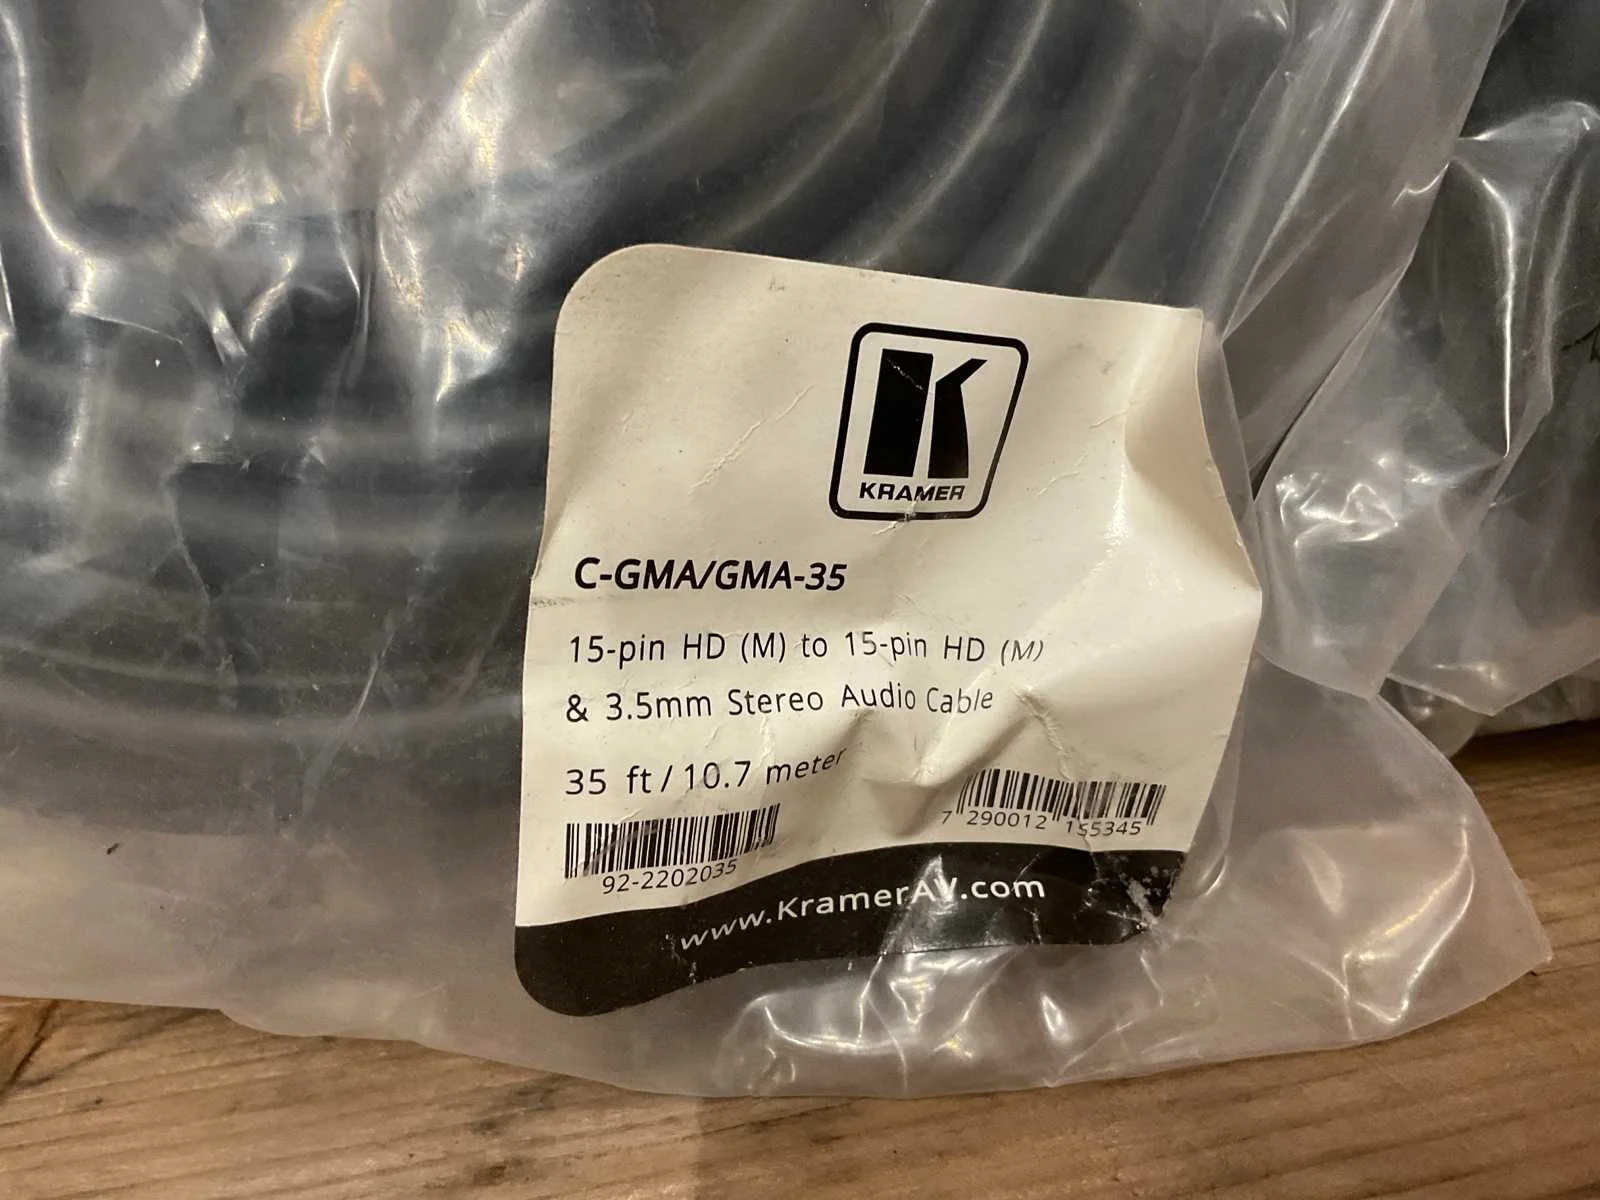 KRAMER
C-GMA/GMA-35
15-pin HD (M) to 15-pin HD (M)
& 3.5mm Stereo Audio Cable
35 ft / 10.7 meter
92-2202035
7 290012 155345
www.KramerAV.com